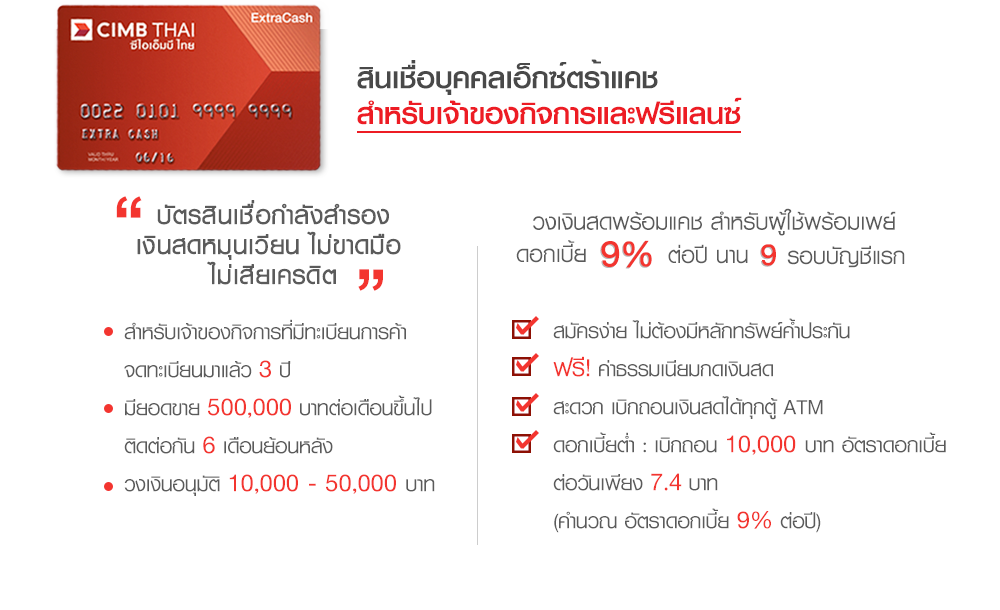 CIMB THAI
ซีไอเอ็มบี ไทย
ExtraCash
0022 0101 9999 9999
EXTRA CASH
VALID THRU
MONTH/YEAR
06/16
สินเชื่อบุคคลเอ็กซ์ตร้าแคช
สำหรับเจ้าของกิจการและฟรีแลนซ์
“ บัตรสินเชื่อกำลังสำรอง
เงินสดหมุนเวียน ไม่ขาดมือ
ไม่เสียเครดิต ”
• สำหรับเจ้าของกิจการที่มีทะเบียนการค้า
จดทะเบียนมาแล้ว 3 ปี
• มียอดขาย 500,000 บาทต่อเดือนขึ้นไป
ติดต่อกัน 6 เดือนย้อนหลัง
• วงเงินอนุมัติ 10,000 - 50,000 บาท
วงเงินสดพร้อมแคช สำหรับผู้ใช้พร้อมเพย์
ดอกเบี้ย 9% ต่อปี นาน 9 รอบบัญชีแรก
สมัครง่าย ไม่ต้องมีหลักทรัพย์ค้ำประกัน
ฟรี! ค่าธรรมเนียมกดเงินสด
สะดวก เบิกถอนเงินสดได้ทุกตู้ ATM
ดอกเบี้ยต่ำ : เบิกถอน 10,000 บาท อัตราดอกเบี้ย
ต่อวันเพียง 7.4 บาท
(คำนวณ อัตราดอกเบี้ย 9% ต่อปี)